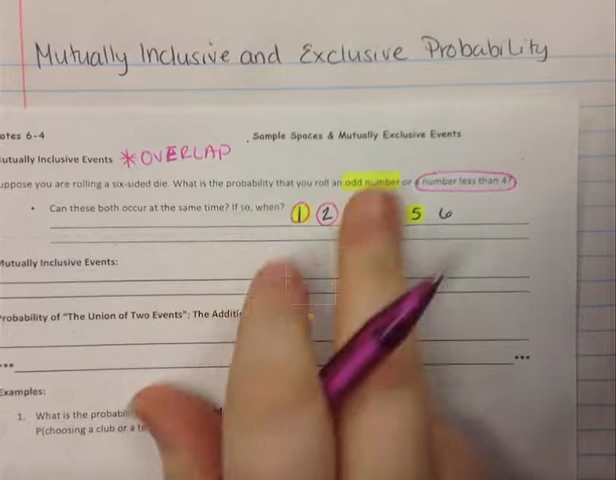 Mutually Inclusive and Exclusive Probability
otes 6-4 Sample Spaces & Mutually Exclusive Events
utually Inclusive Events *OVERLAP
uppose you are rolling a six-sided die. What is the probability that you roll an odd number or a number less than 4?
• Can these both occur at the same time? If so, when? 1 2 5 6
Mutually Inclusive Events:
Probability of "The Union of Two Events": The Additi
Examples:
1. What is the probabili
P(choosing a club or a